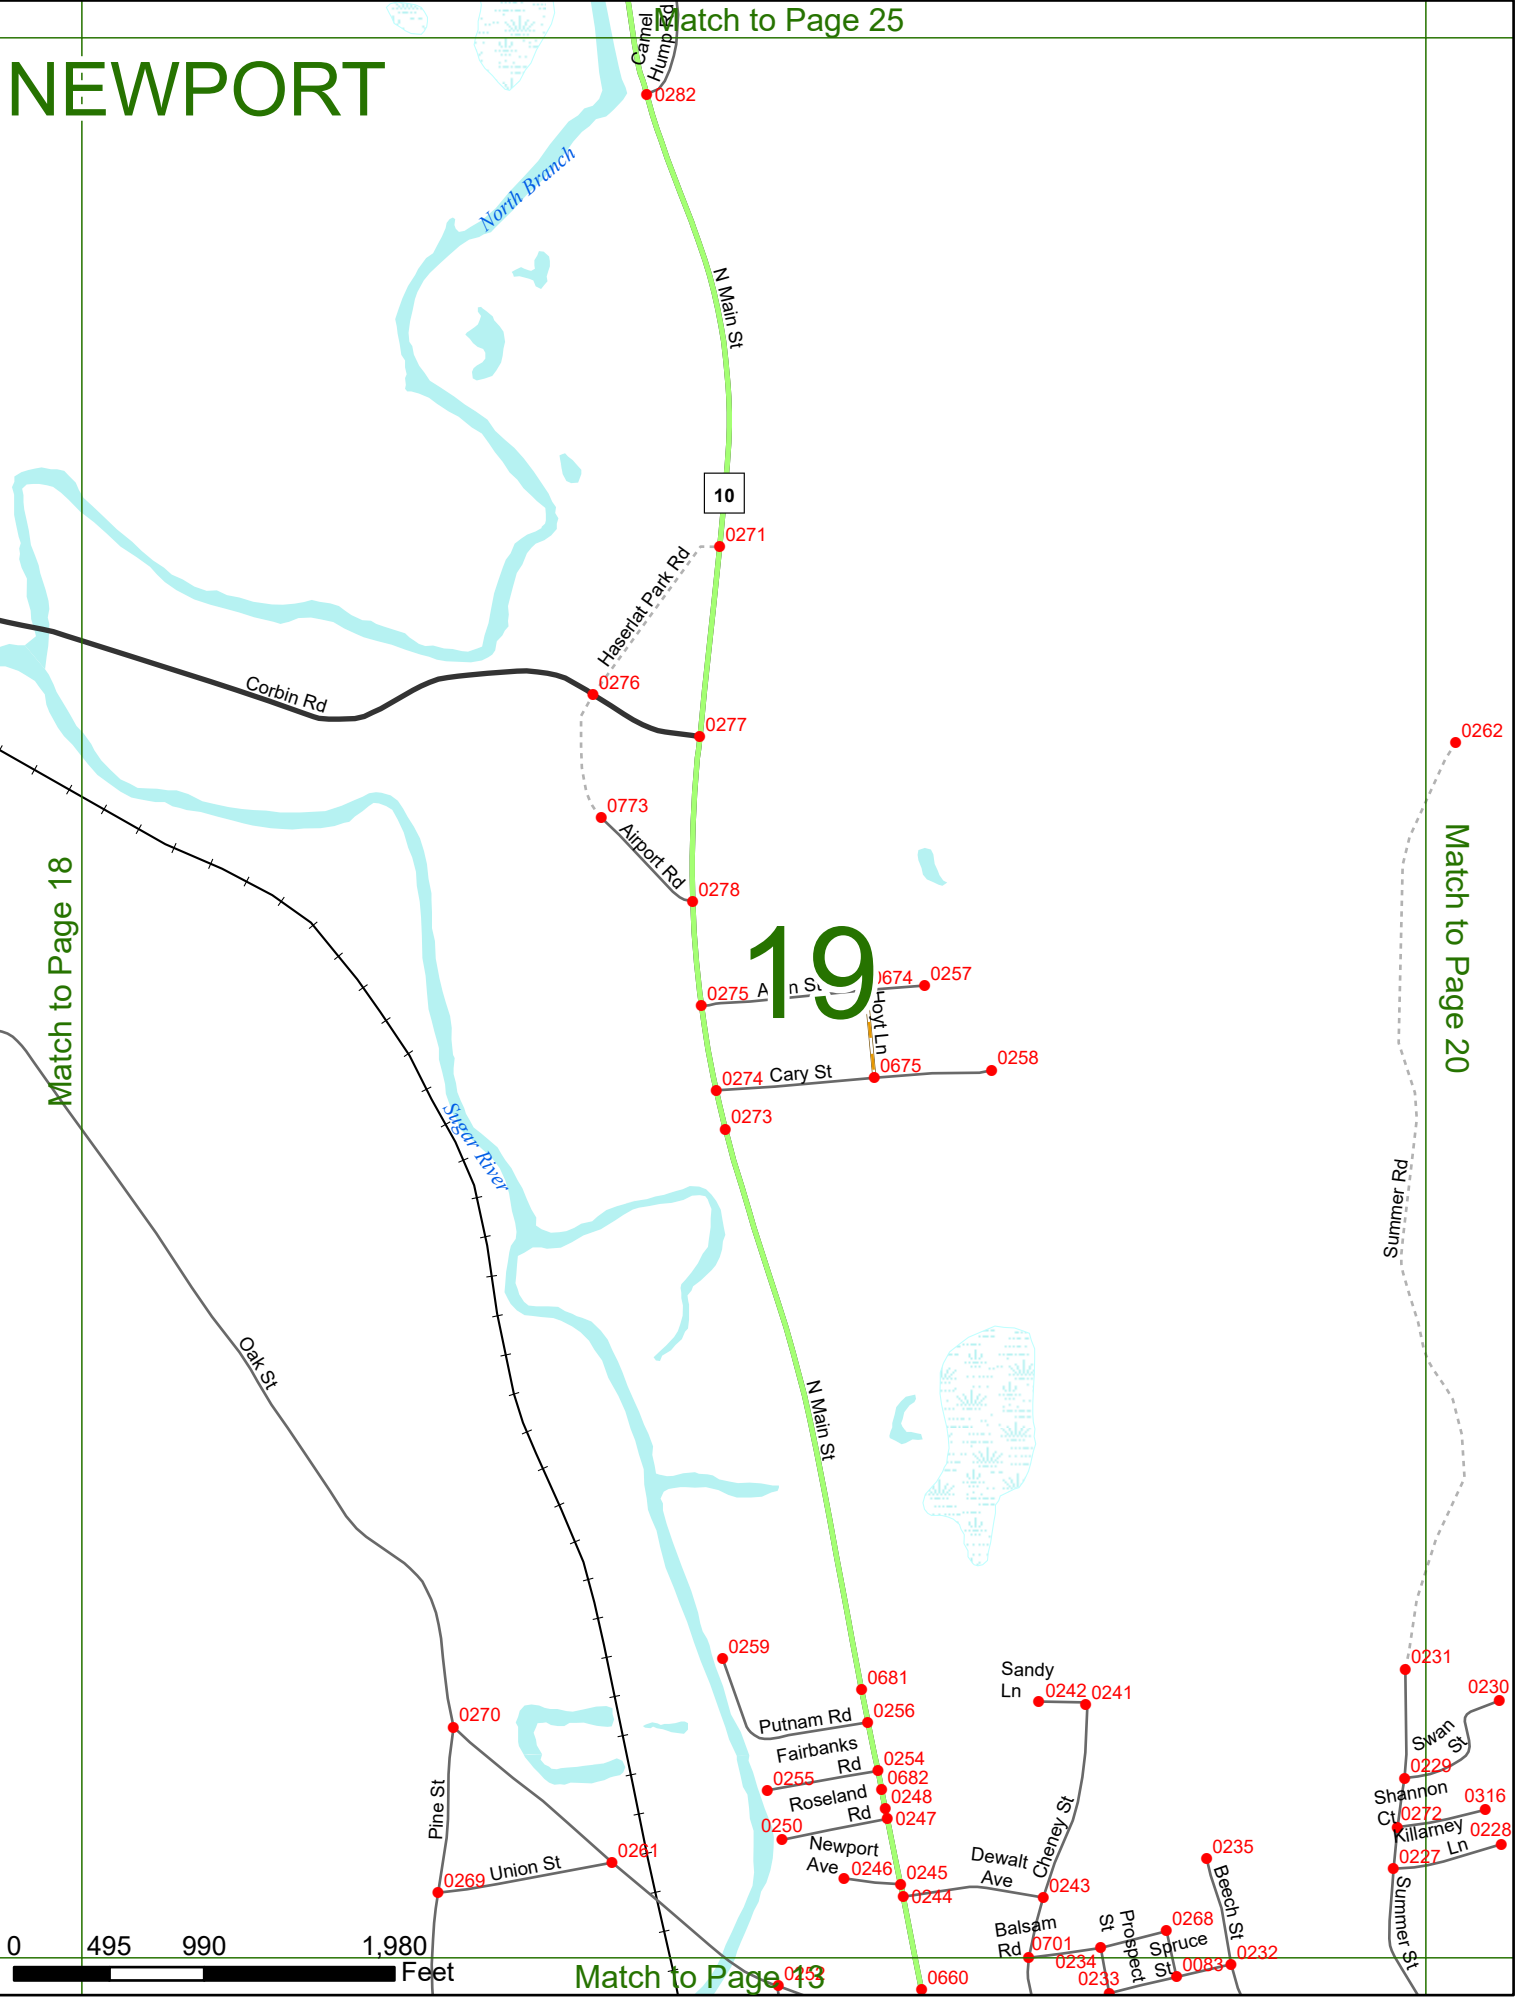 Match to Page 25
NEWPORT
Camel
Hump Rd
0282
North Branch
N Main St
10
0271
Haserlat Park Rd
0276
Corbin Rd
0277
0262
0773
Airport Rd
0278
Match to Page 18
Match to Page 20
19
0275
0257
Hoyt Ln
0274
Cary St
0675
0258
0273
Sugar River
Summer Rd
Oak St
N Main St
0259
0681
Sandy
Ln
0242
0241
0231
0230
0270
Putnam Rd
0256
Swan
St
Fairbanks
Rd
0254
0255
0682
0229
Roseland
Rd
0248
0247
Shannon
Ct
0272
0316
0250
Pine St
Cheney St
Killarney
Ln
0228
Newport
Ave
0246
0245
0244
Dewalt
Ave
0243
0235
0227
0261
Union St
0269
Beech St
Summer St
Balsam
Rd
0701
0234
Prospect
St
0268
Spruce
St
0083
0232
0233
0 495 990 1,980
Feet
Match to Page 13
0252
0660